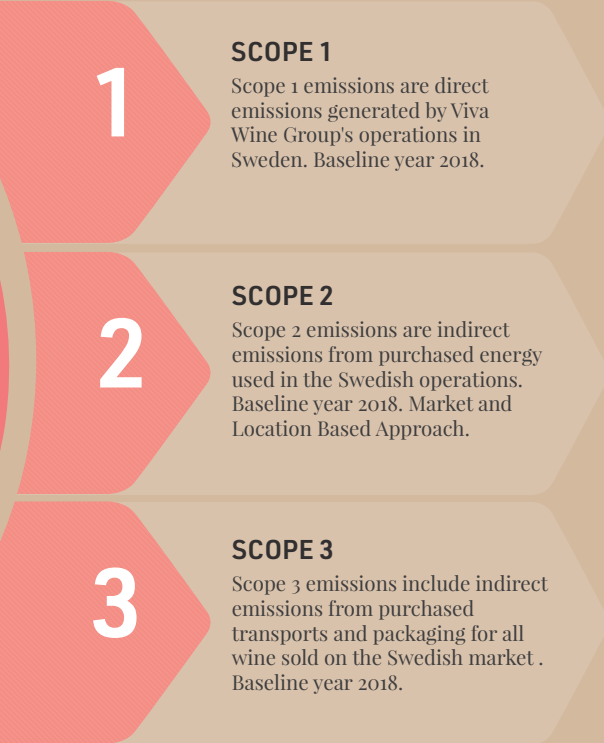 1
SCOPE 1
Scope 1 emissions are direct
emissions generated by Viva
Wine Group's operations in
Sweden. Baseline year 2018.
2
SCOPE 2
Scope 2 emissions are indirect
emissions from purchased energy
used in the Swedish operations.
Baseline year 2018. Market and
Location Based Approach.
3
SCOPE 3
Scope 3 emissions include indirect
emissions from purchased
transports and packaging for all
wine sold on the Swedish market .
Baseline year 2018.